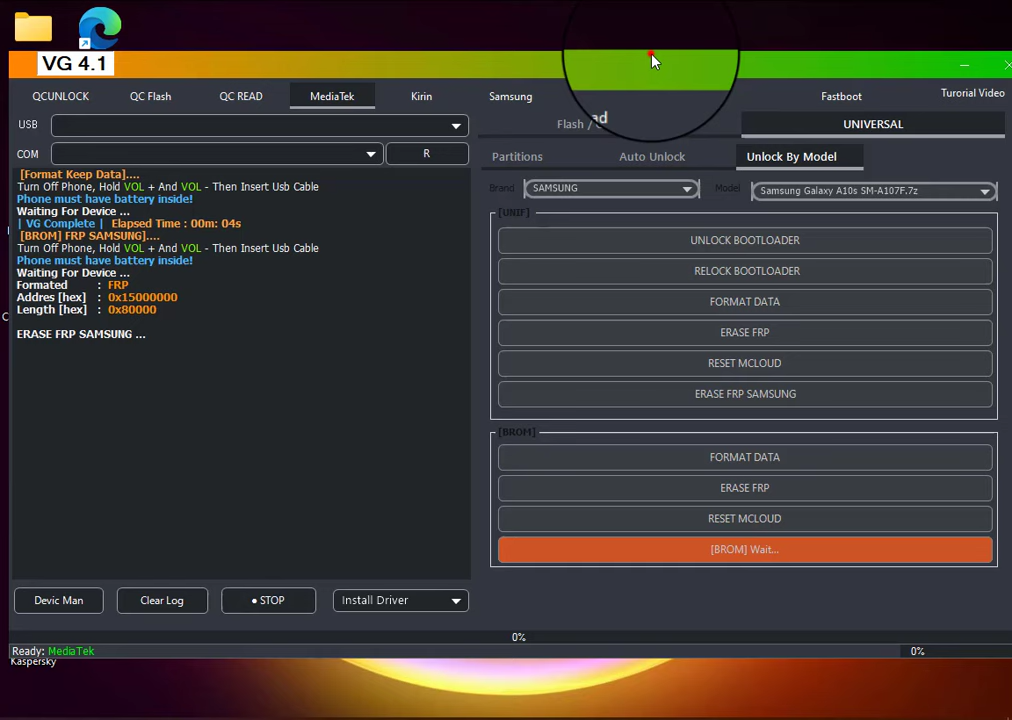 VG 4.1
QCUNLOCK QC Flash QC READ MediaTek Kirin Samsung Fastboot Turorial Video
USB
COM R
Flash / ad UNIVERSAL
Partitions Auto Unlock Unlock By Model
Brand SAMSUNG Model Samsung Galaxy A10s SM-A107F.7z
[Format Keep Data]....
Turn Off Phone, Hold VOL + And VOL - Then Insert Usb Cable
Phone must have battery inside!
Waiting For Device ...
| VG Complete | Elapsed Time : 00m: 04s
[BROM] FRP SAMSUNG]....
Turn Off Phone, Hold VOL + And VOL - Then Insert Usb Cable
Phone must have battery inside!
Waiting For Device ...
Formated : FRP
Addres [hex] : 0x15000000
Length [hex] : 0x80000
ERASE FRP SAMSUNG ...
[UNIF]
UNLOCK BOOTLOADER
RELOCK BOOTLOADER
FORMAT DATA
ERASE FRP
RESET MCLOUD
ERASE FRP SAMSUNG
[BROM]
FORMAT DATA
ERASE FRP
RESET MCLOUD
[BROM] Wait...
Devic Man Clear Log • STOP Install Driver
0%
Ready: MediaTek 0%
Kaspersky